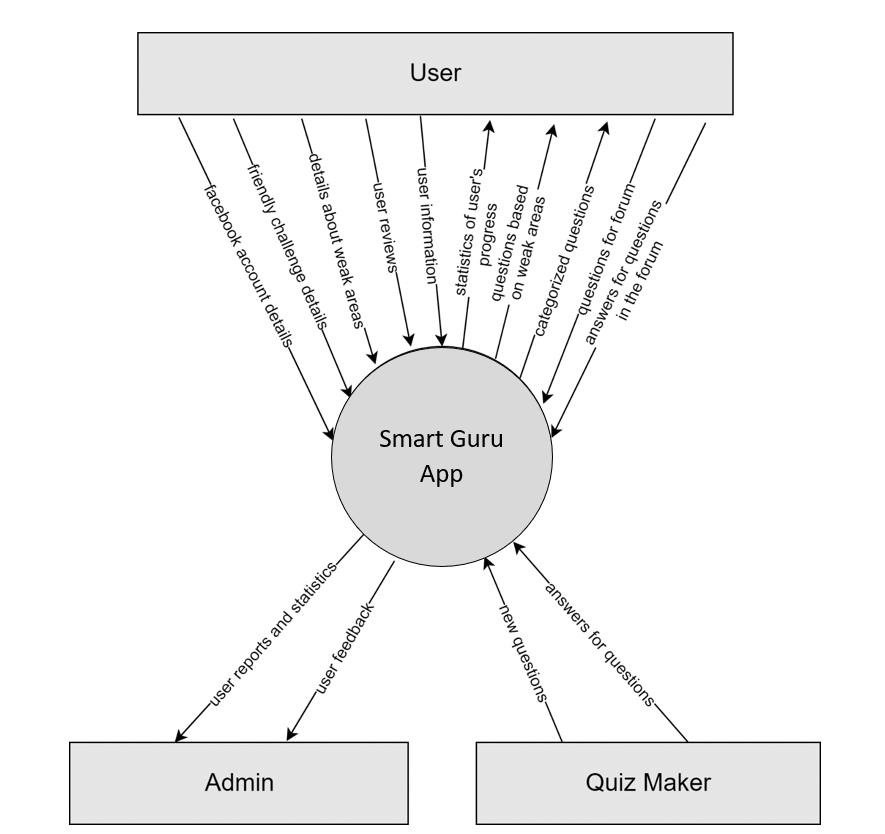 User
facebook account details
friendly challenge details
details about weak areas
user reviews
user information
statistics of user's
progress
questions based
on weak areas
categorized questions
questions for forum
answers for questions
in the forum
Smart Guru
App
user reports and statistics
user feedback
new questions
answers for questions
Admin
Quiz Maker